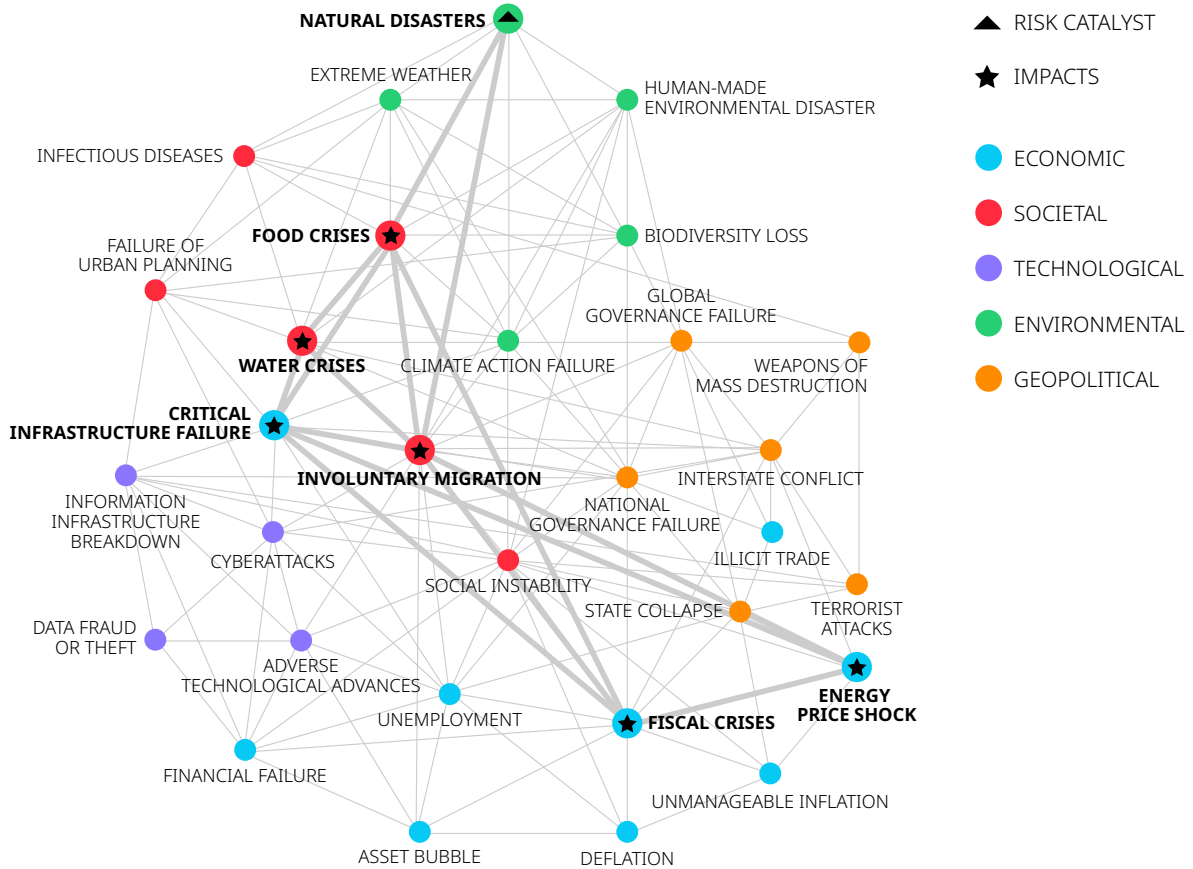 NATURAL DISASTERS
RISK CATALYST
EXTREME WEATHER
IMPACTS
HUMAN-MADE
ENVIRONMENTAL DISASTER
INFECTIOUS DISEASES
ECONOMIC
SOCIETAL
FOOD CRISES
BIODIVERSITY LOSS
FAILURE OF
URBAN PLANNING
TECHNOLOGICAL
GLOBAL
GOVERNANCE FAILURE
ENVIRONMENTAL
WATER CRISES
CLIMATE ACTION FAILURE
WEAPONS OF
MASS DESTRUCTION
GEOPOLITICAL
CRITICAL
INFRASTRUCTURE FAILURE
INVOLUNTARY MIGRATION
INTERSTATE CONFLICT
INFORMATION
INFRASTRUCTURE
BREAKDOWN
NATIONAL
GOVERNANCE FAILURE
CYBERATTACKS
ILLICIT TRADE
SOCIAL INSTABILITY
STATE COLLAPSE
TERRORIST
ATTACKS
DATA FRAUD
OR THEFT
ADVERSE
TECHNOLOGICAL ADVANCES
ENERGY
PRICE SHOCK
UNEMPLOYMENT
FISCAL CRISES
FINANCIAL FAILURE
UNMANAGEABLE INFLATION
ASSET BUBBLE
DEFLATION